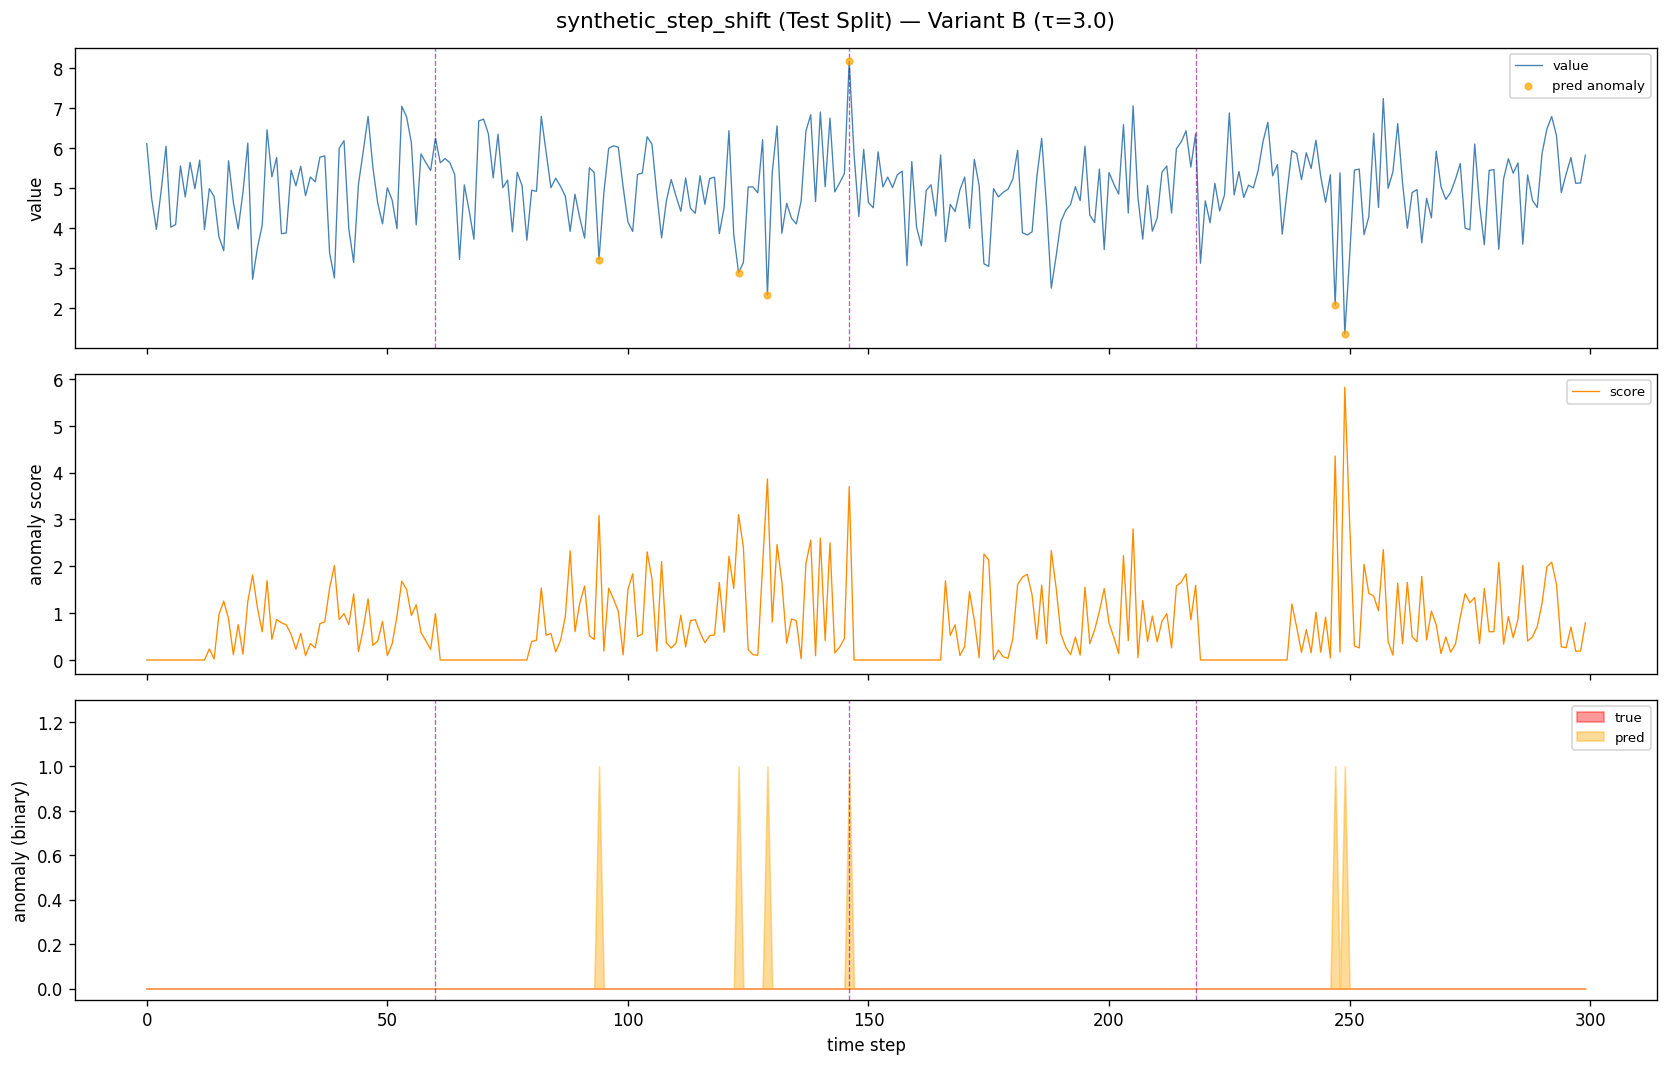 synthetic_step_shift (Test Split) — Variant B (τ=3.0)
value
8
7
6
5
4
3
2
value
pred anomaly
anomaly score
6
5
4
3
2
1
0
score
anomaly (binary)
1.2
1.0
0.8
0.6
0.4
0.2
0.0
true
pred
0 50 100 150 200 250 300
time step